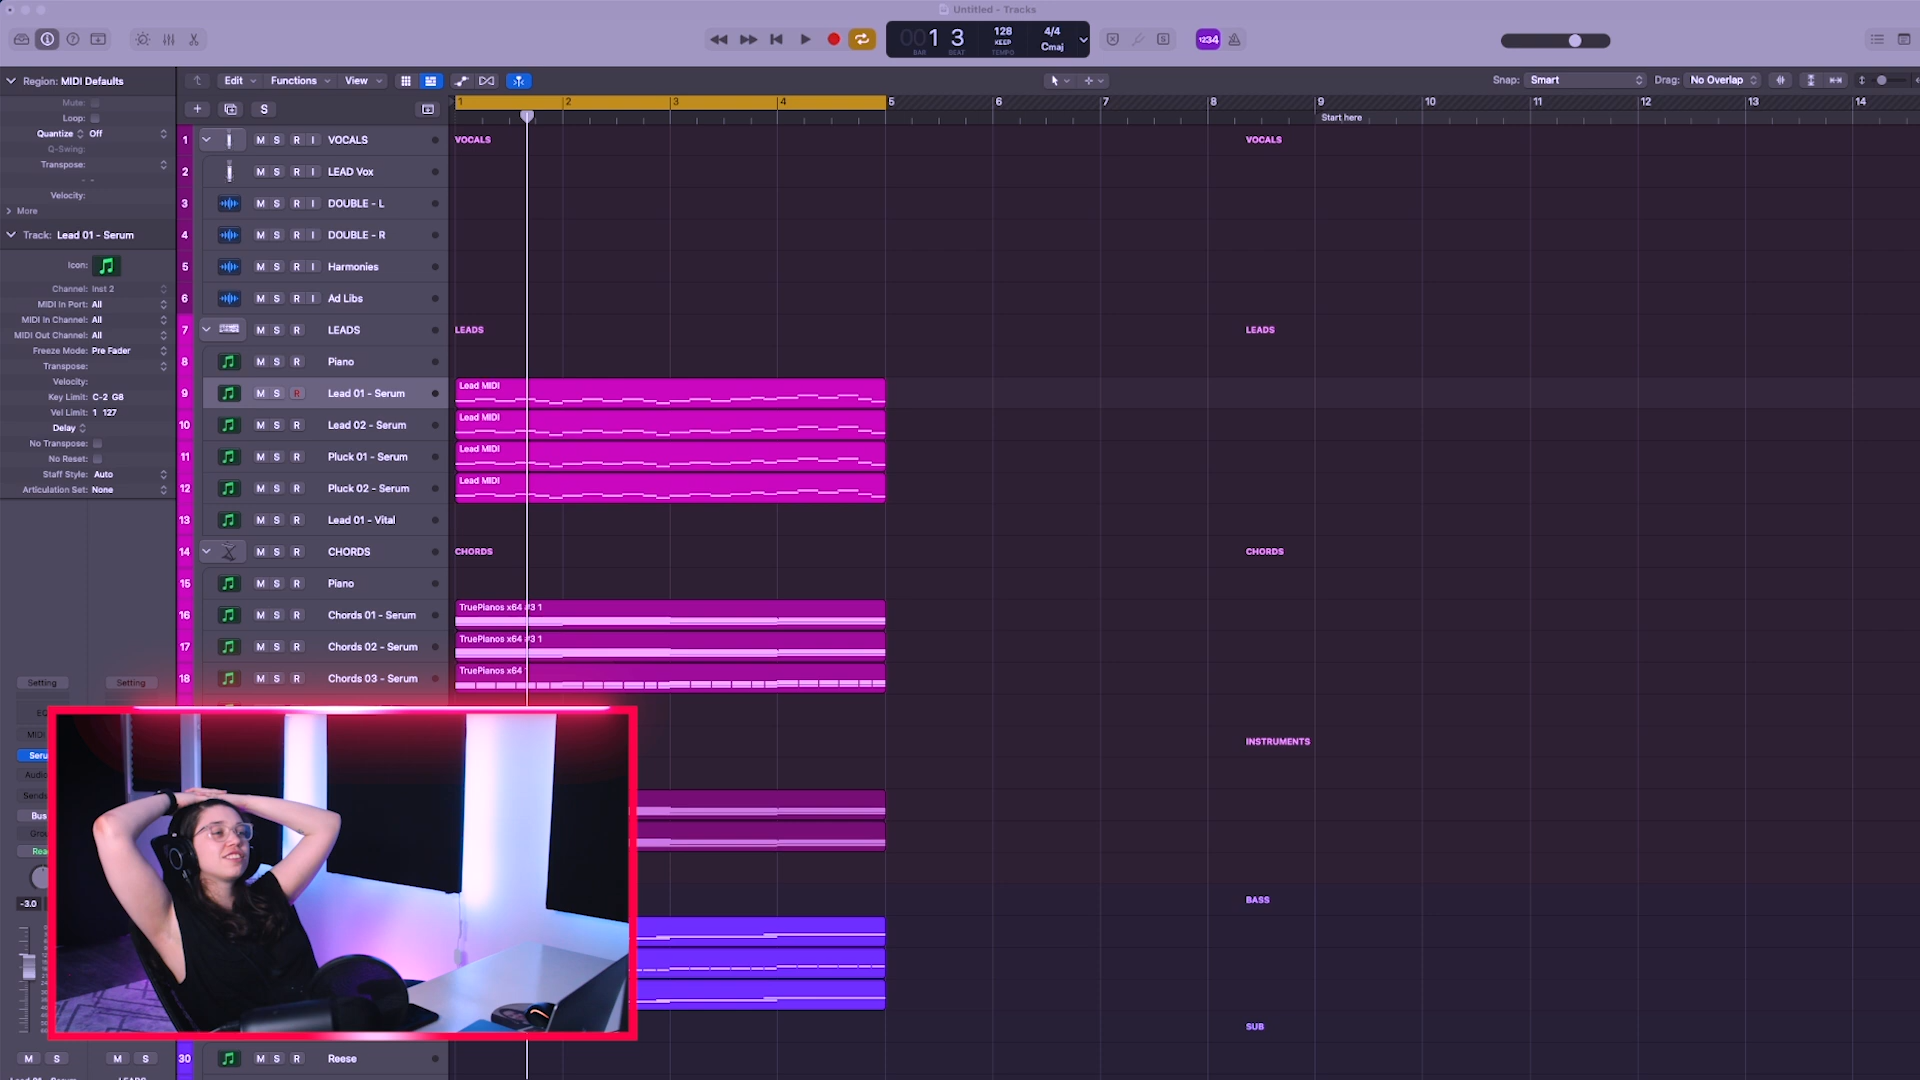 Untitled - Tracks
1234
001 3
BAR BEAT
128
KEEP
TEMPO
4/4
Cmaj
Region: MIDI Defaults
Mute:
Loop:
Quantize Off
Q-Swing:
Transpose:
- -
Velocity:
More
Track: Lead 01 - Serum
Icon:
Channel: Inst 2
MIDI In Port: All
MIDI In Channel: All
MIDI Out Channel: All
Freeze Mode: Pre Fader
Transpose:
Velocity:
Key Limit: C-2 G8
Vel Limit: 1 127
Delay
No Transpose:
No Reset:
Staff Style: Auto
Articulation Set: None
Setting Setting
-3.0
M S M S
Edit Functions View
Snap: Smart Drag: No Overlap
S
1 2 3 4 5 6 7 8 9 10 11 12 13 14
Start here
1 M S R I VOCALS
2 M S R I LEAD Vox
3 M S R I DOUBLE - L
4 M S R I DOUBLE - R
5 M S R I Harmonies
6 M S R I Ad Libs
7 M S R LEADS
8 M S R Piano
9 M S R Lead 01 - Serum
10 M S R Lead 02 - Serum
11 M S R Pluck 01 - Serum
12 M S R Pluck 02 - Serum
13 M S R Lead 01 - Vital
14 M S R CHORDS
15 M S R Piano
16 M S R Chords 01 - Serum
17 M S R Chords 02 - Serum
18 M S R Chords 03 - Serum
30 M S R Reese
VOCALS VOCALS
LEADS LEADS
Lead MIDI
Lead MIDI
Lead MIDI
Lead MIDI
CHORDS CHORDS
TruePianos x64 #3 1
TruePianos x64 #3 1
TruePianos x64
INSTRUMENTS
BASS
SUB